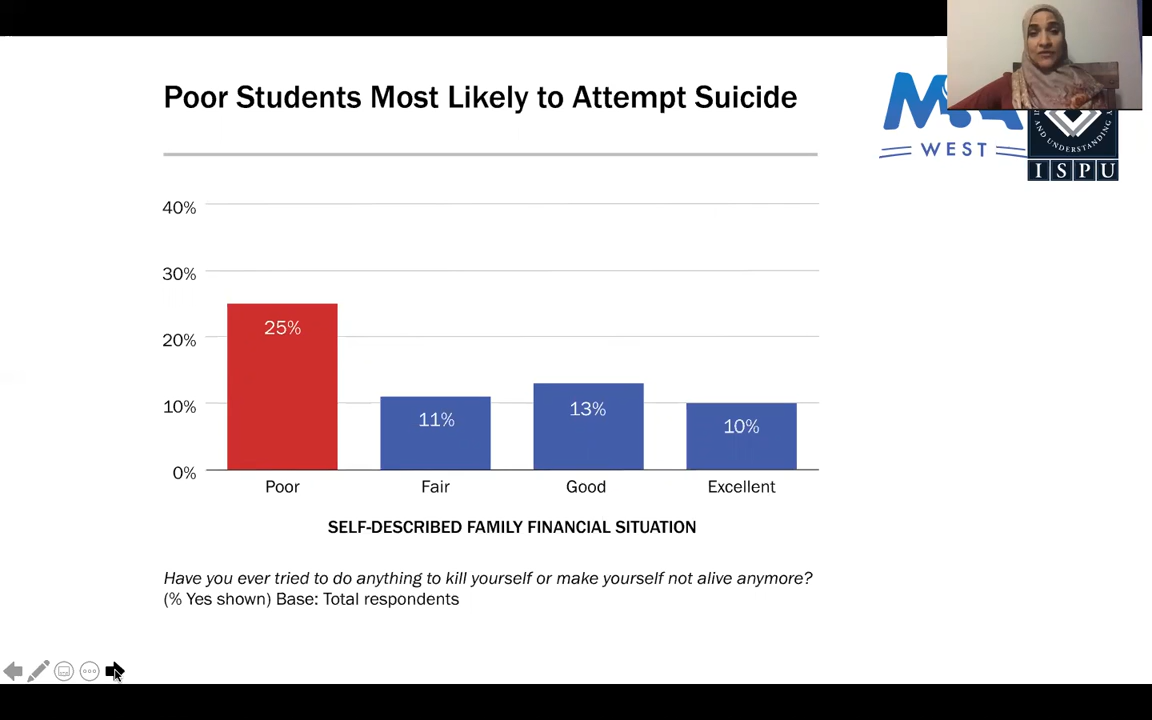 Poor Students Most Likely to Attempt Suicide
WEST
AND UNDERSTANDING
ISPU
40%
30%
20%
10%
0%
25%
11%
13%
10%
Poor
Fair
Good
Excellent
SELF-DESCRIBED FAMILY FINANCIAL SITUATION
Have you ever tried to do anything to kill yourself or make yourself not alive anymore?
(% Yes shown) Base: Total respondents